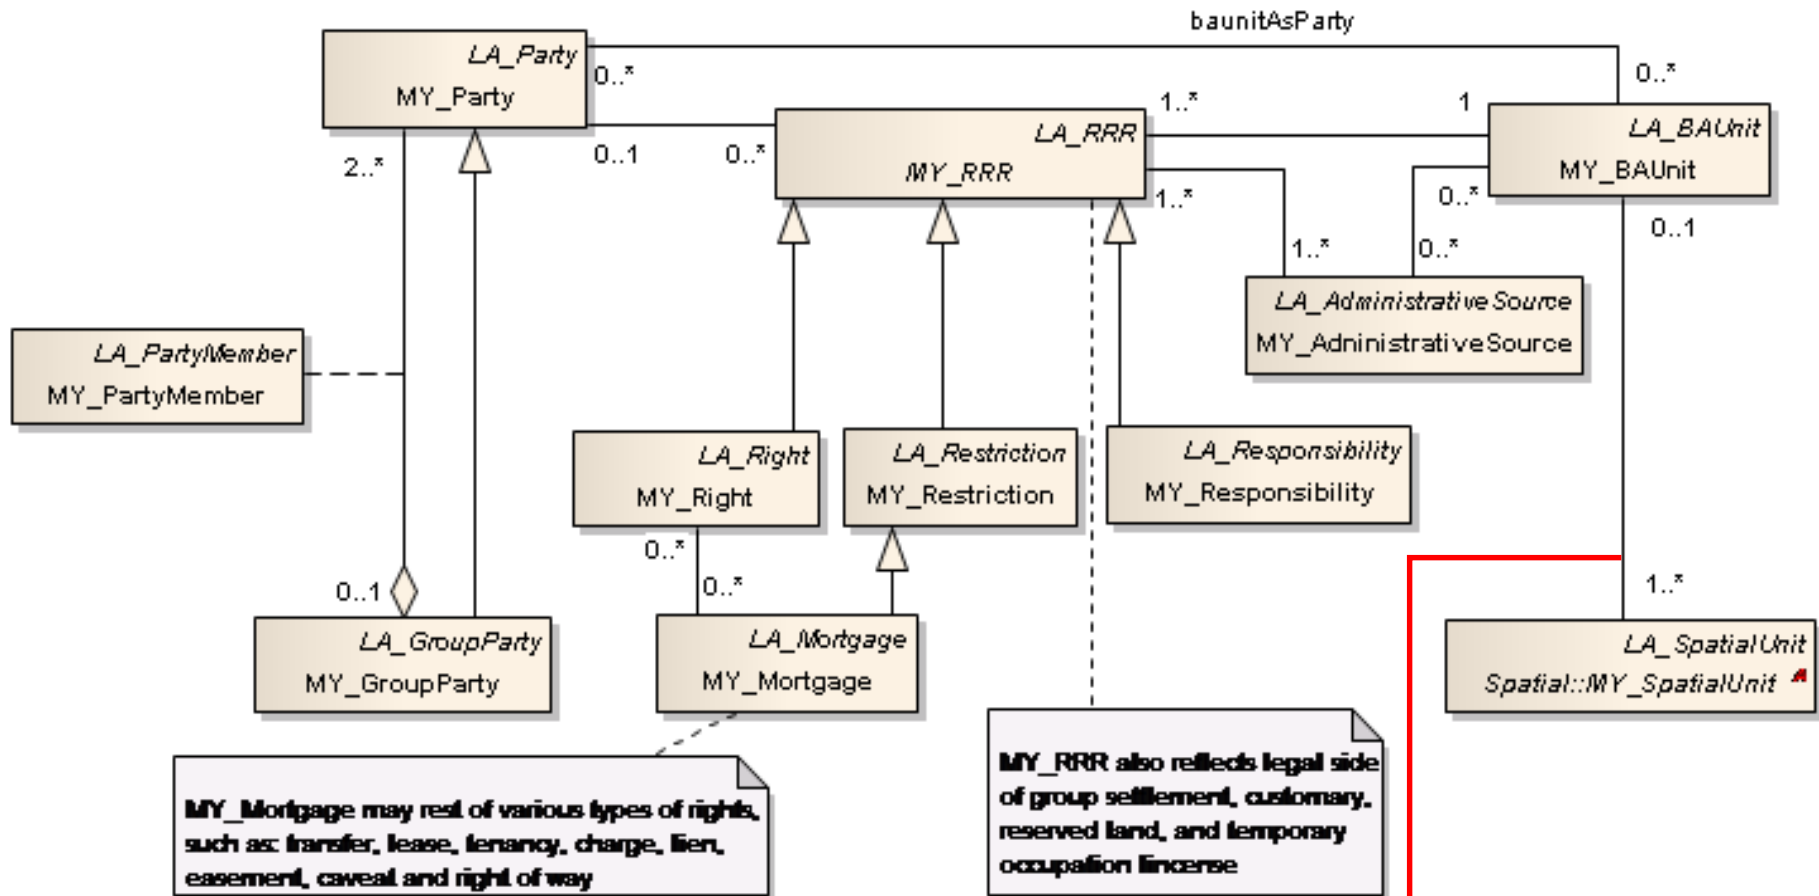 baunitAsParty
LA_Party
MY_Party
0..*
0..*
2..*
0..1
0..*
LA_RRR
MY_RRR
1..*
1
1..*
LA_BAUnit
MY_BAUnit
0..*
0..1
1..*
0..*
LA_AdministrativeSource
MY_AdninistrativeSource
LA_PartyMember
MY_PartyMember
LA_Right
MY_Right
LA_Restriction
MY_Restriction
LA_Responsibility
MY_Responsibility
0..*
0..*
0..1
1..*
LA_GroupParty
MY_GroupParty
LA_Mortgage
MY_Mortgage
LA_SpatialUnit
Spatial::MY_SpatialUnit
MY_Mortgage may rest of various types of rights,
such as: transfer, lease, tenancy, charge, lien,
easement, caveat and right of way
MY_RRR also reflects legal side
of group settlement, customary,
reserved land, and temporary
occupation lincense